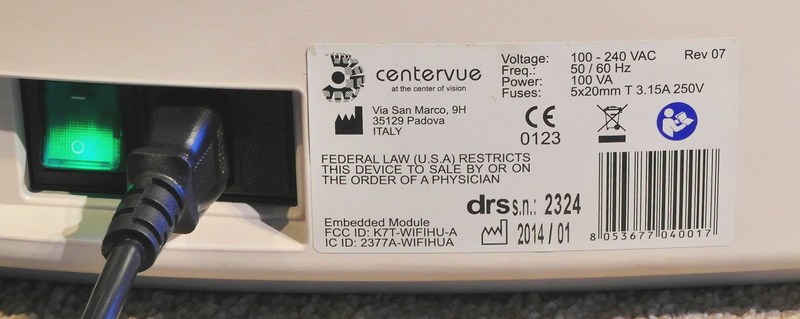 centervue
at the center of vision
Via San Marco, 9H
35129 Padova
ITALY
Voltage: 100 - 240 VAC Rev 07
Freq.: 50 / 60 Hz
Power: 100 VA
Fuses: 5x20mm T 3.15A 250V
CE
0123
FEDERAL LAW (U.S.A) RESTRICTS
THIS DEVICE TO SALE BY OR ON
THE ORDER OF A PHYSICIAN
drs s.n.: 2324
2014 / 01
Embedded Module
FCC ID: K7T-WIFIHU-A
IC ID: 2377A-WIFIHUA
8 053677 040017